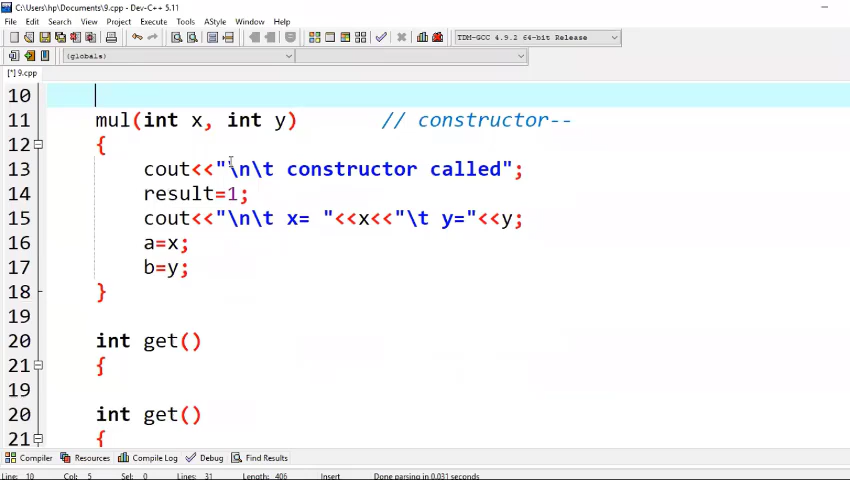 C:\Users\hp\Documents\9.cpp - Dev-C++ 5.11
File Edit Search View Project Execute Tools AStyle Window Help
TDM-GCC 4.9.2 64-bit Release
(globals)
[*] 9.cpp
10
11 mul(int x, int y) // constructor--
12 {
13 cout<<"\n\t constructor called";
14 result=1;
15 cout<<"\n\t x= "<<x<<"\t y="<<y;
16 a=x;
17 b=y;
18 }
19
20 int get()
21 {
19
20 int get()
21 {
Compiler Resources Compile Log Debug Find Results
Line: 10 Col: 5 Sel: 0 Lines: 31 Length: 406 Insert Done parsing in 0.031 seconds